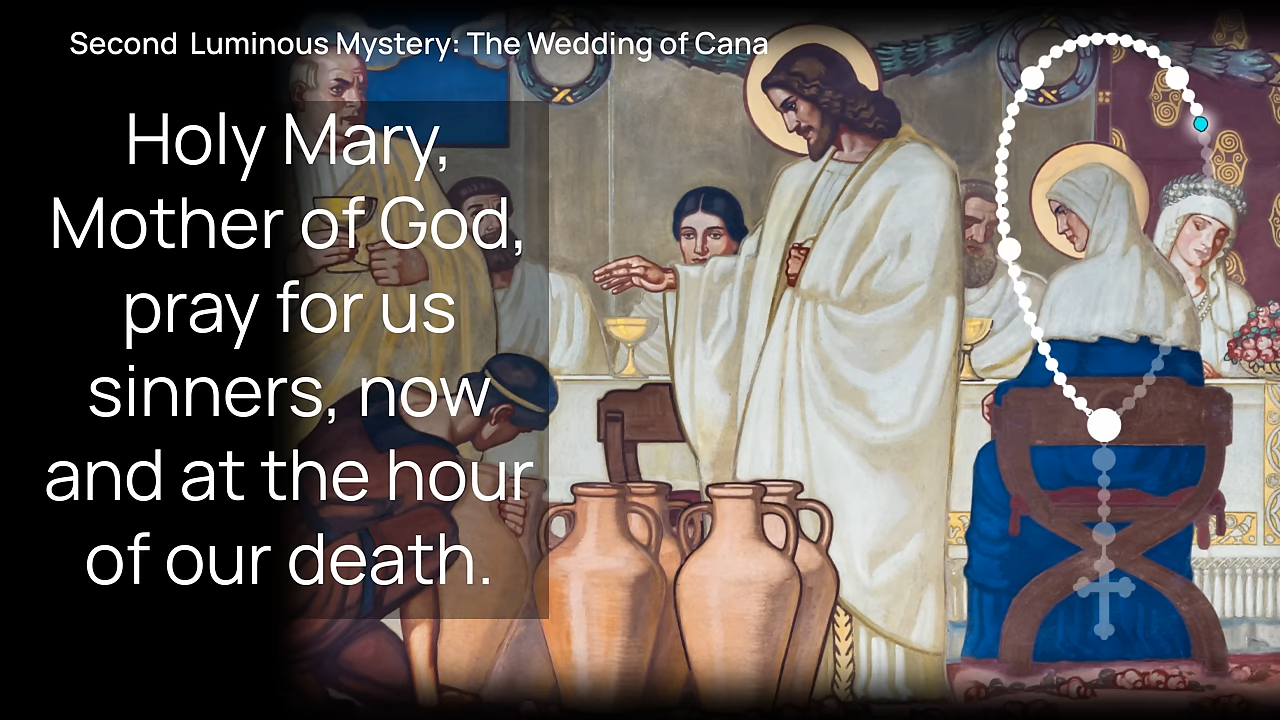 Second Luminous Mystery: The Wedding of Cana
Holy Mary,
Mother of God,
pray for us
sinners, now
and at the hour
of our death.